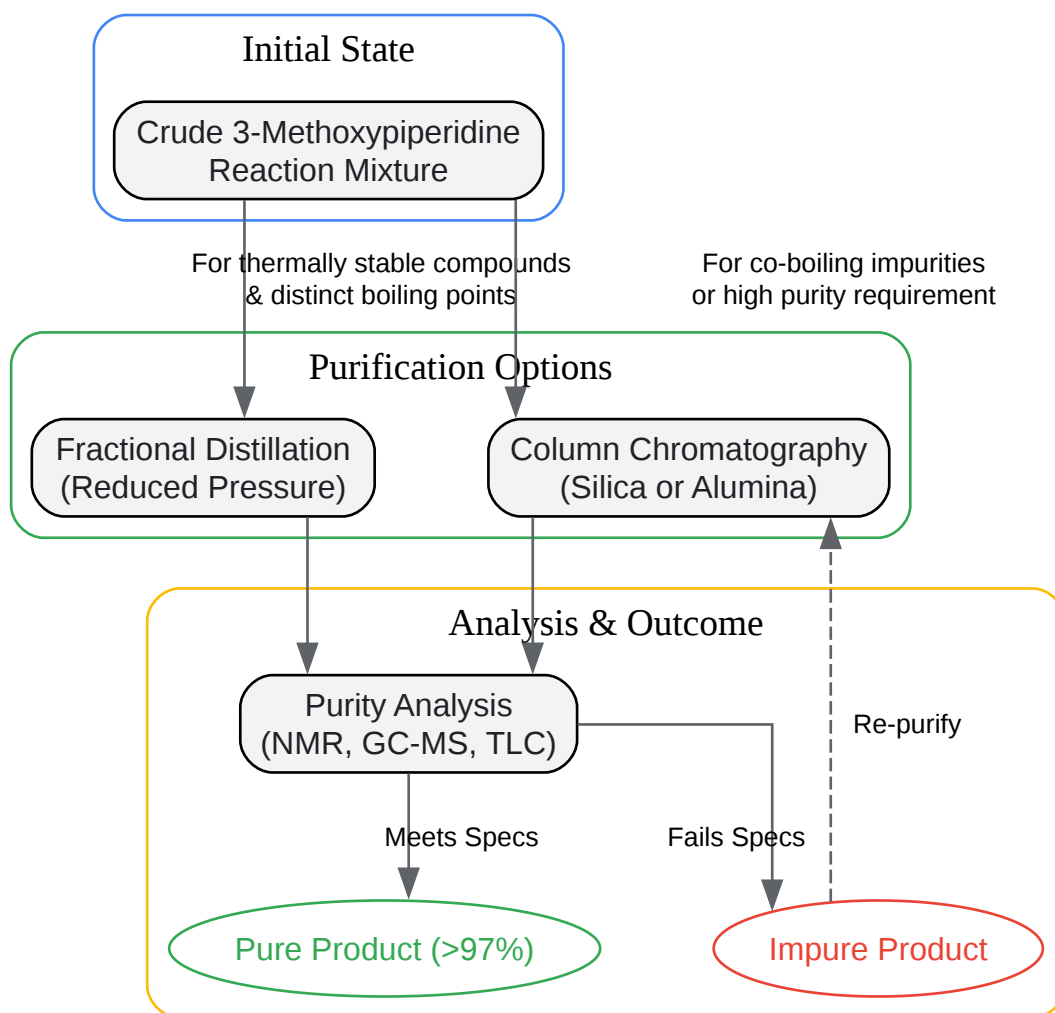 Initial State
Crude 3-Methoxypiperidine
Reaction Mixture
For thermally stable compounds
& distinct boiling points
For co-boiling impurities
or high purity requirement
Purification Options
Fractional Distillation
(Reduced Pressure)
Column Chromatography
(Silica or Alumina)
Analysis & Outcome
Purity Analysis
(NMR, GC-MS, TLC)
Re-purify
Meets Specs
Fails Specs
Pure Product (>97%)
Impure Product